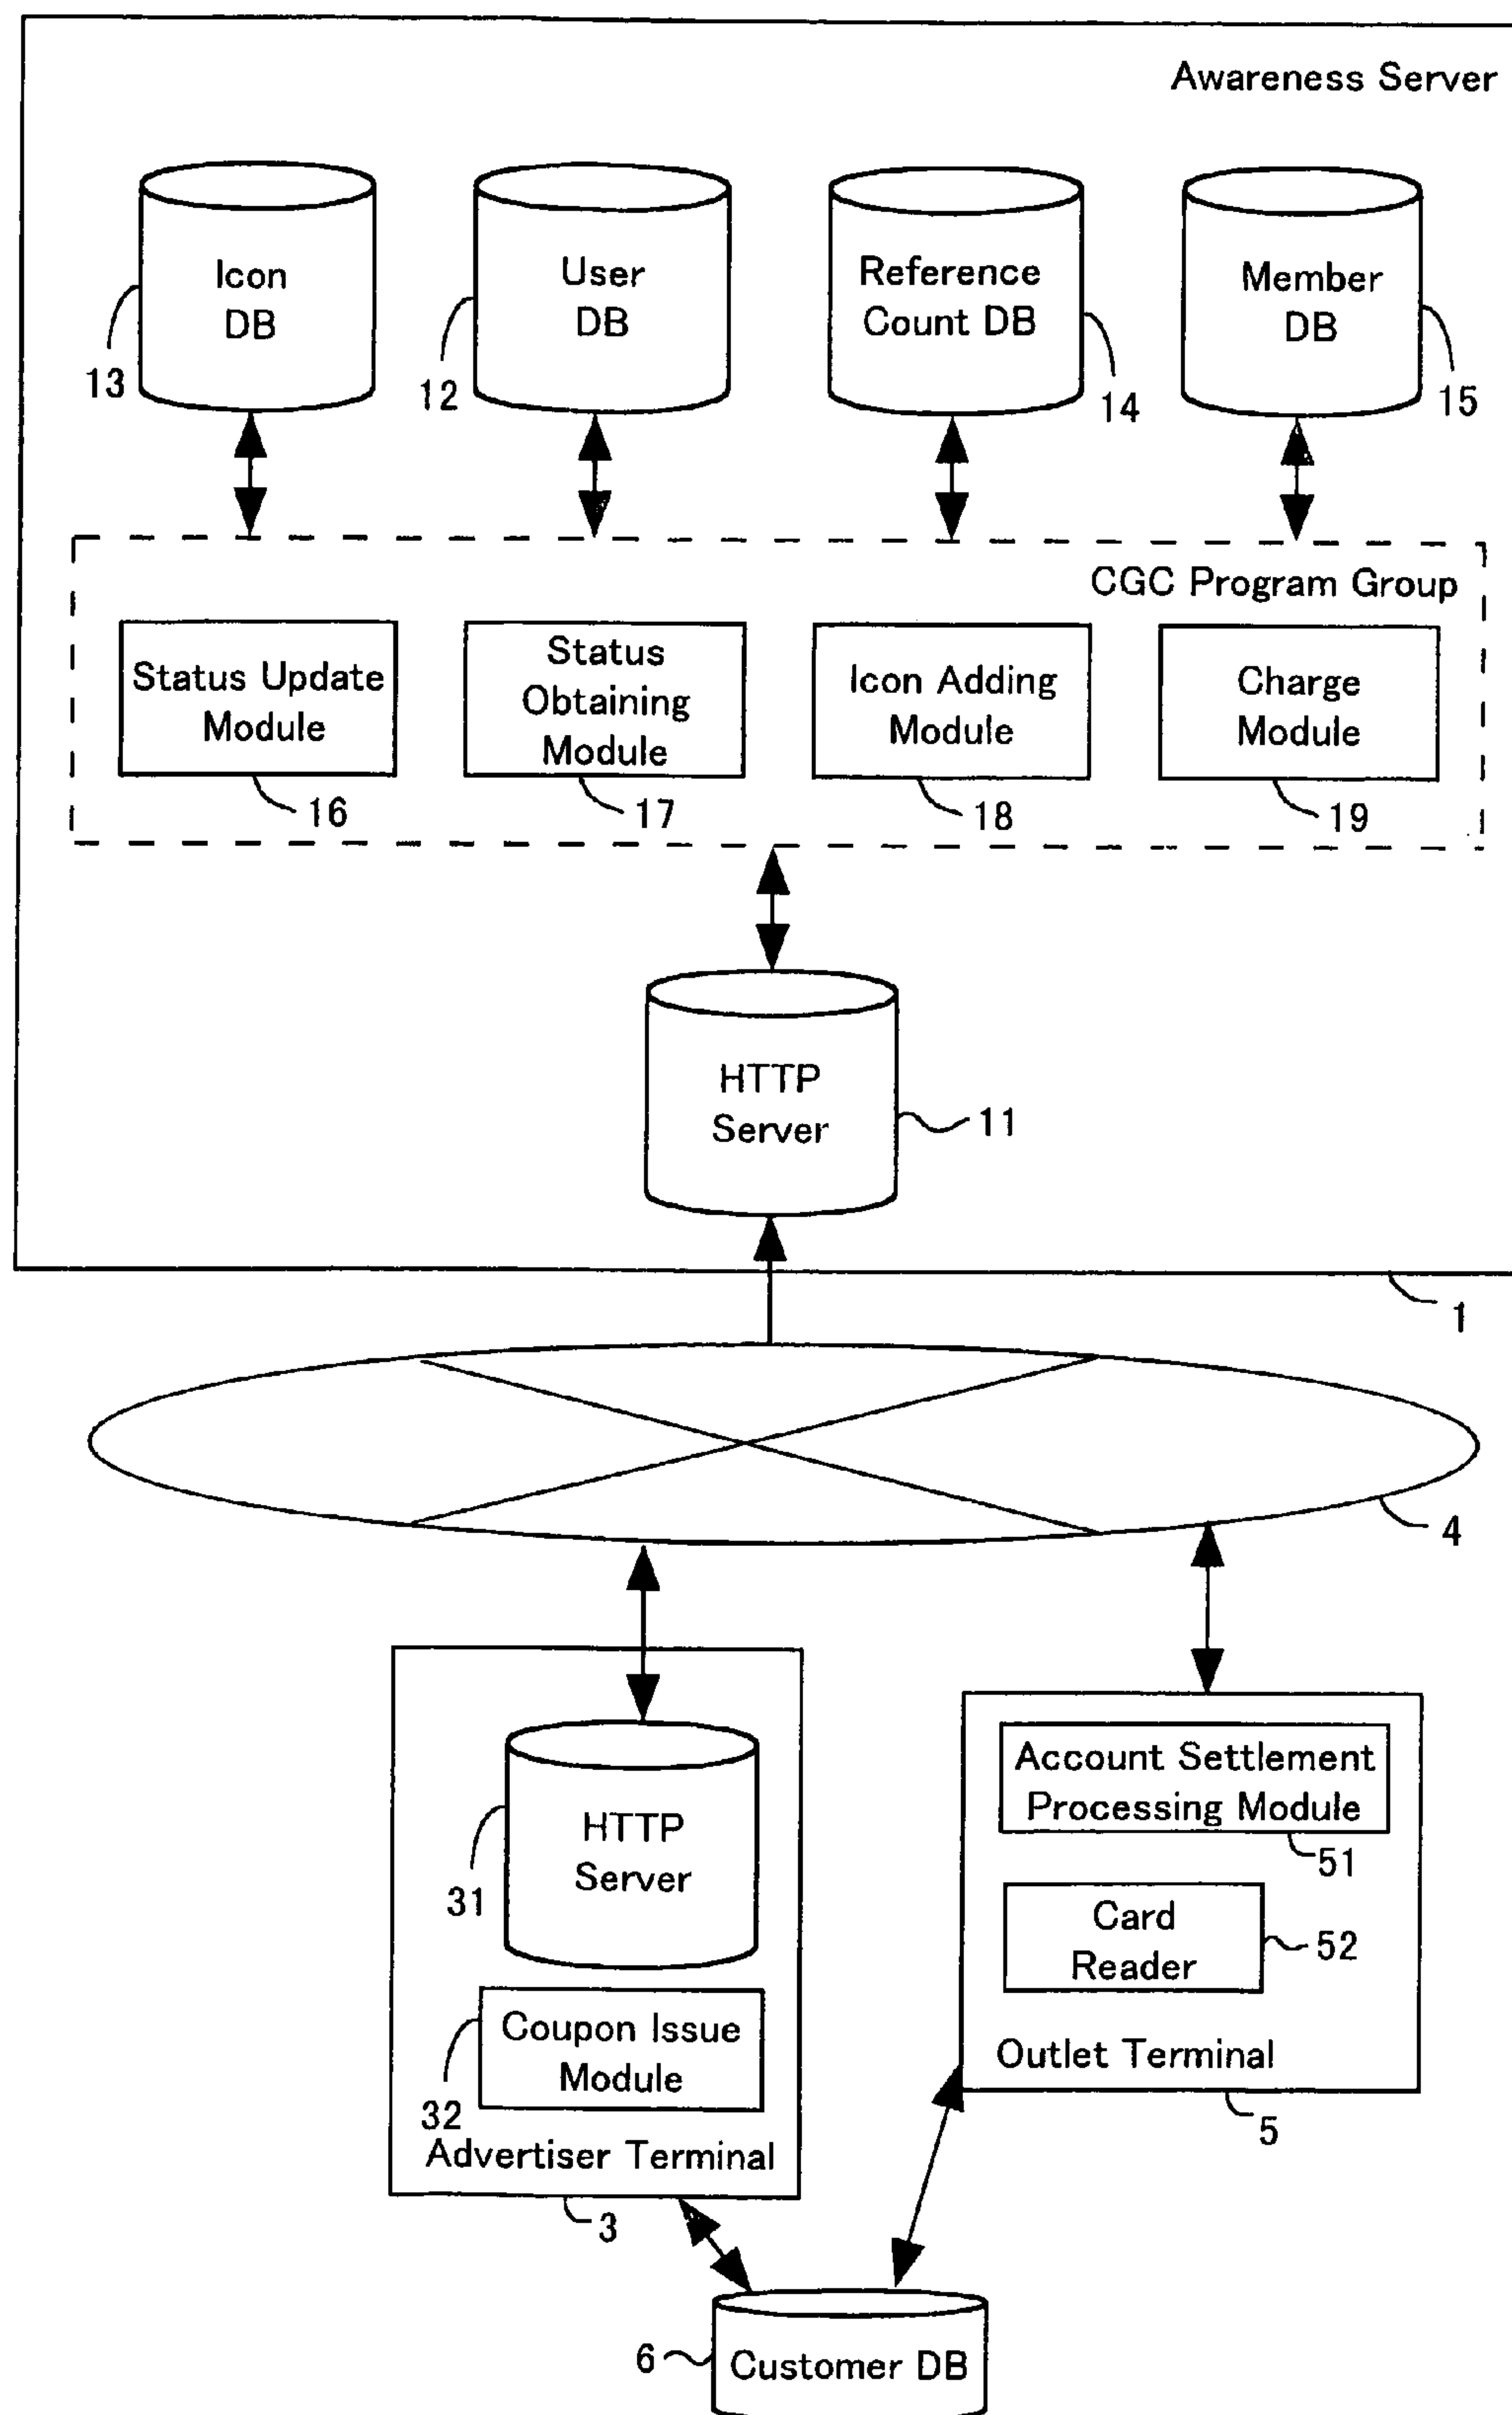 Awareness Server
Icon
DB
User
DB
Reference
Count DB
Member
DB
13
12
14
15
CGC Program Group
Status Update
Module
Status
Obtaining
Module
Icon Adding
Module
Charge
Module
16
17
18
19
HTTP
Server
11
1
4
HTTP
Server
31
Coupon Issue
Module
32
Advertiser Terminal
3
Account Settlement
Processing Module
51
Card
Reader
52
Outlet Terminal
5
6
Customer DB